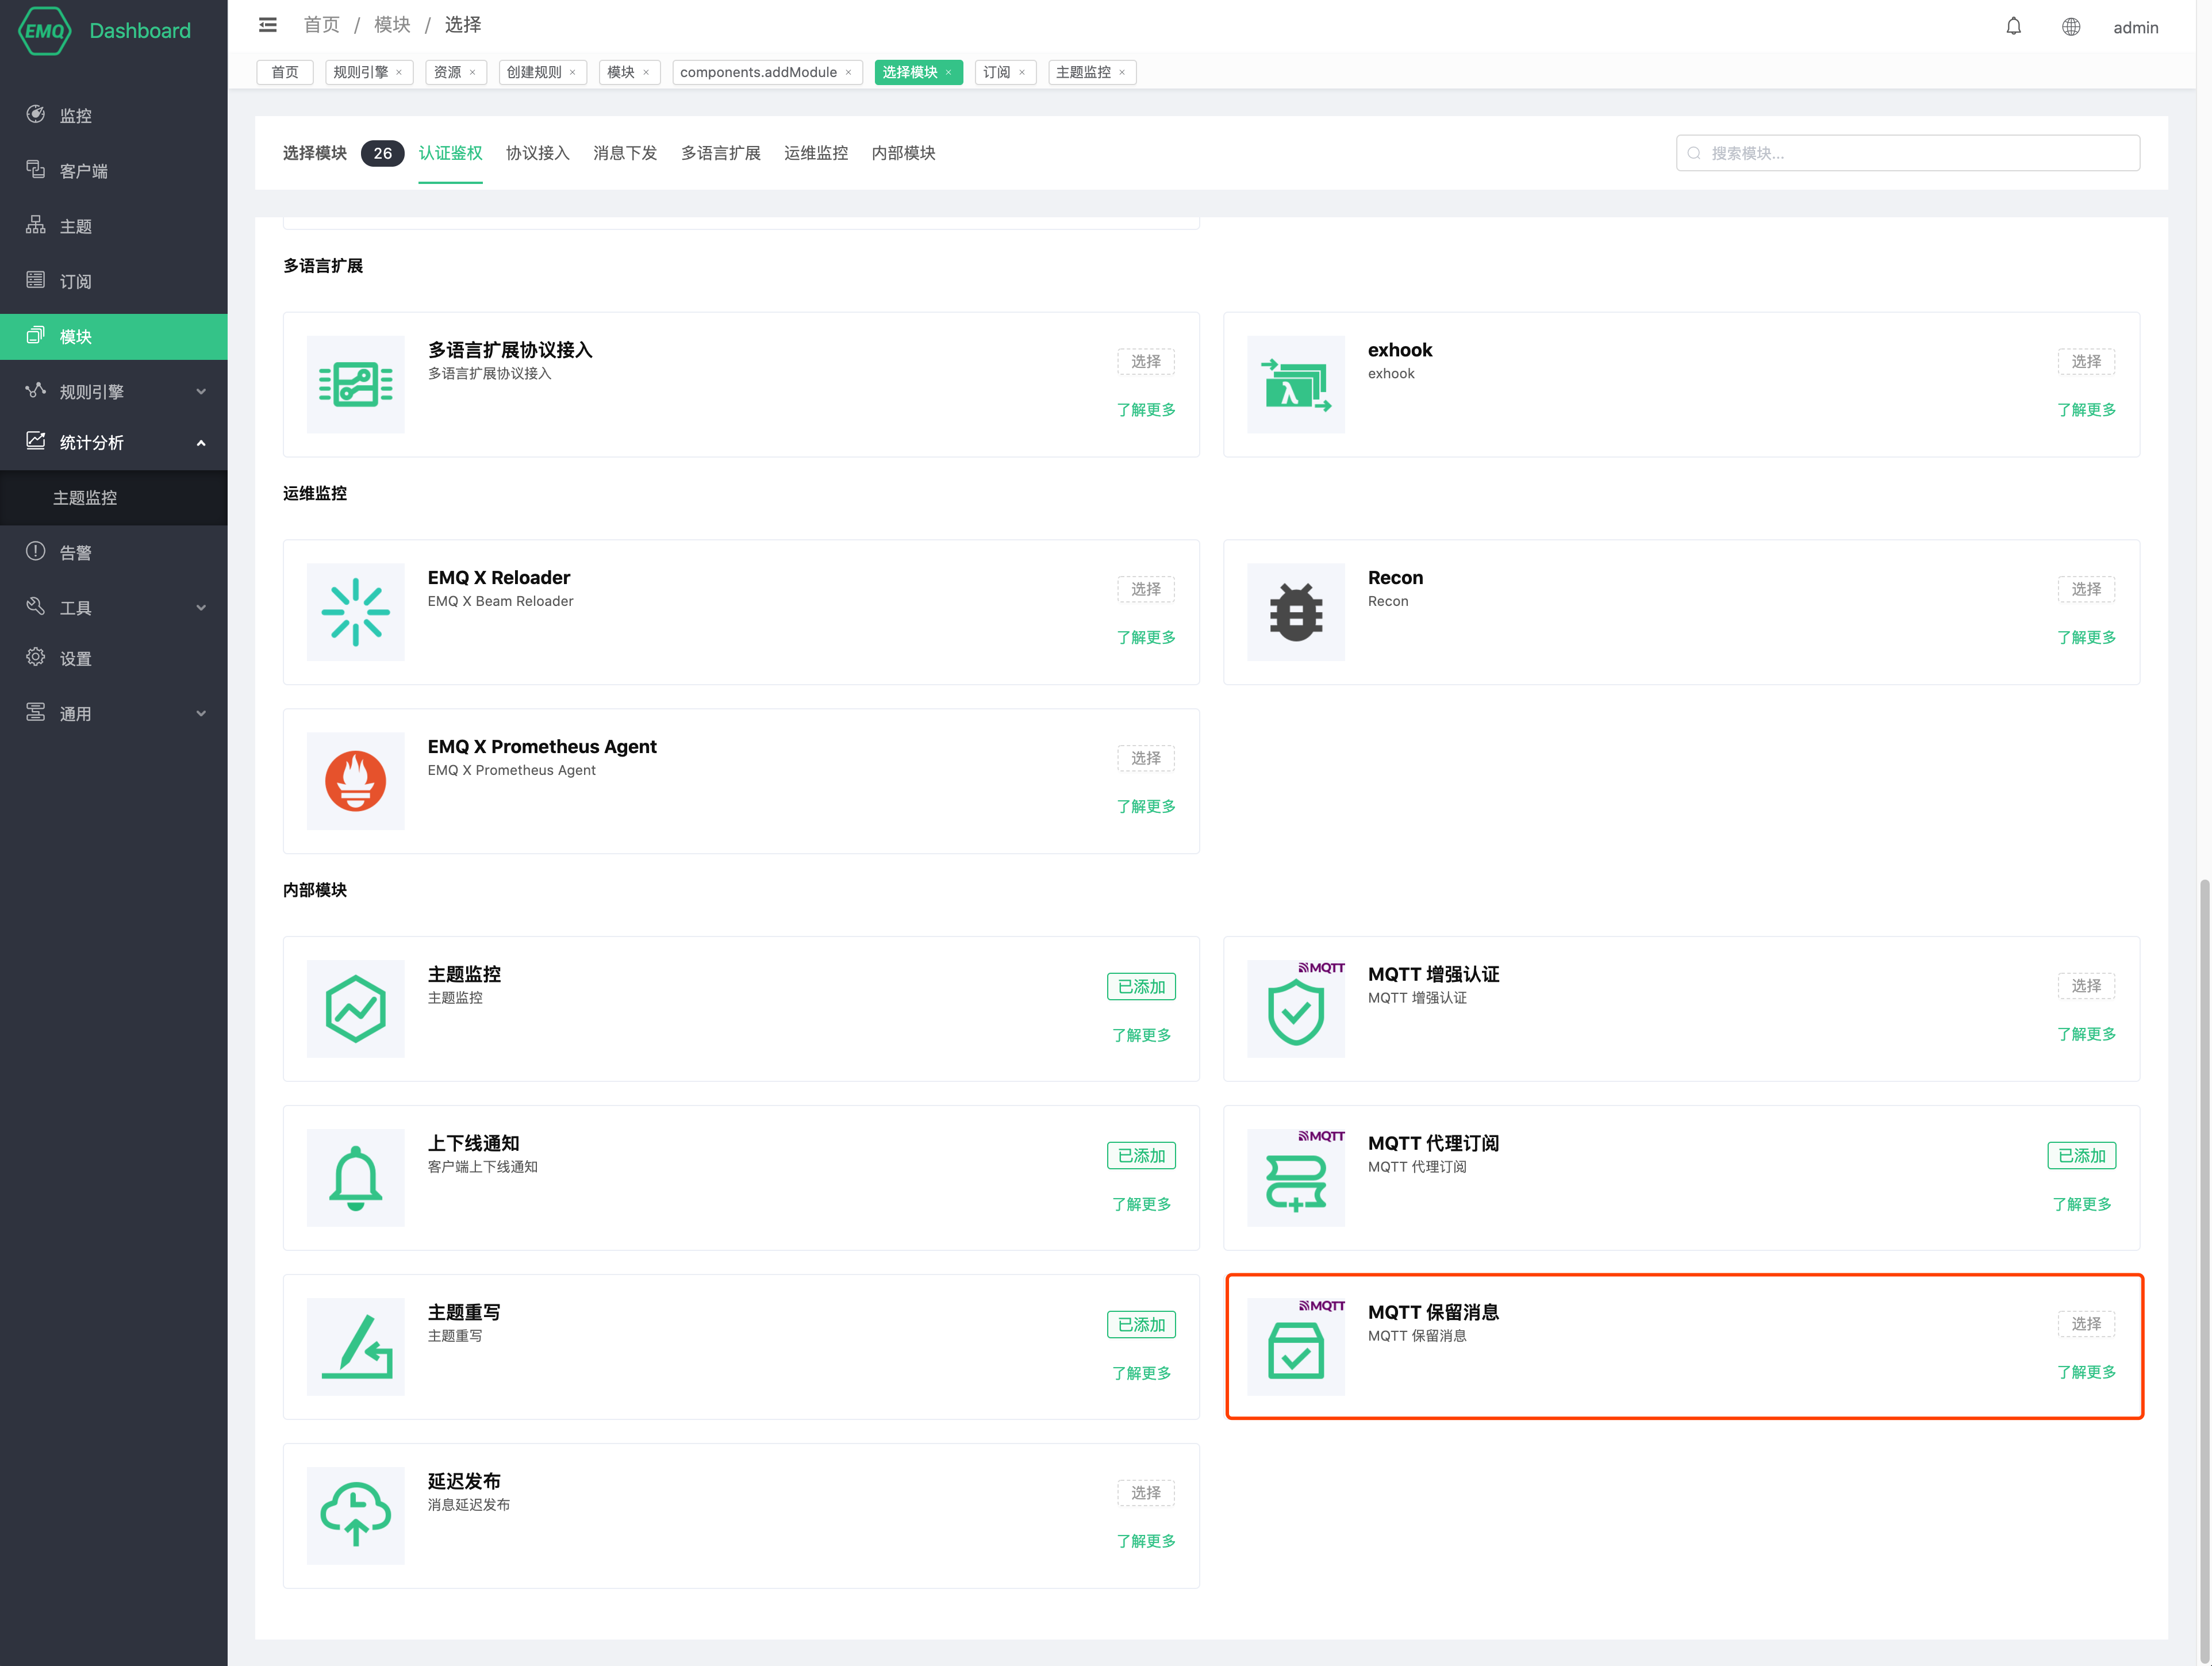 EMQ Dashboard
首页 / 模块 / 选择
admin
首页
规则引擎 ×
资源 ×
创建规则 ×
模块 ×
components.addModule ×
选择模块 ×
订阅 ×
主题监控 ×
监控
客户端
主题
订阅
模块
规则引擎
统计分析
主题监控
告警
工具
设置
通用
选择模块 26
认证鉴权
协议接入
消息下发
多语言扩展
运维监控
内部模块
搜索模块...
多语言扩展
多语言扩展协议接入
多语言扩展协议接入
选择
了解更多
exhook
exhook
选择
了解更多
运维监控
EMQ X Reloader
EMQ X Beam Reloader
选择
了解更多
Recon
Recon
选择
了解更多
EMQ X Prometheus Agent
EMQ X Prometheus Agent
选择
了解更多
内部模块
主题监控
主题监控
已添加
了解更多
MQTT
MQTT 增强认证
MQTT 增强认证
选择
了解更多
上下线通知
客户端上下线通知
已添加
了解更多
MQTT
MQTT 代理订阅
MQTT 代理订阅
已添加
了解更多
主题重写
主题重写
已添加
了解更多
MQTT
MQTT 保留消息
MQTT 保留消息
选择
了解更多
延迟发布
消息延迟发布
选择
了解更多